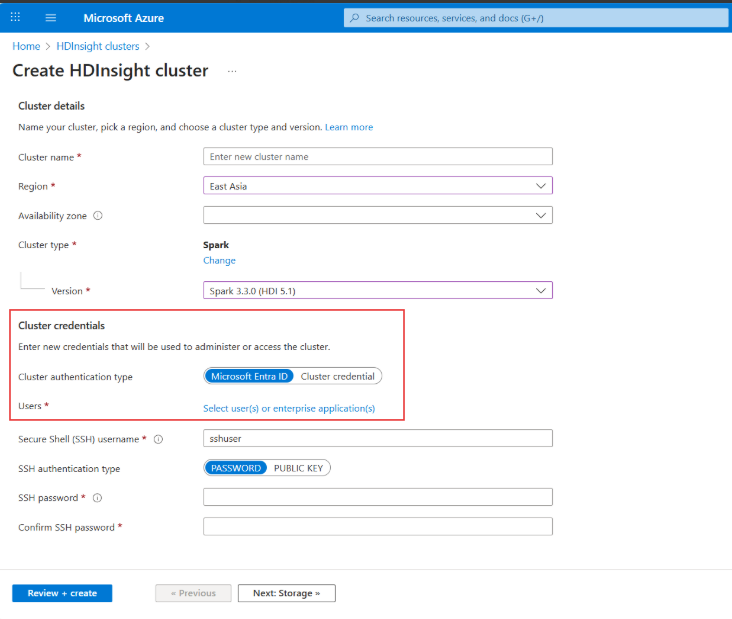 Microsoft Azure
Search resources, services, and docs (G+/)
Home > HDInsight clusters >
Create HDInsight cluster ...
Cluster details
Name your cluster, pick a region, and choose a cluster type and version. Learn more
Cluster name * Enter new cluster name
Region * East Asia
Availability zone
Cluster type * Spark
Change
Version * Spark 3.3.0 (HDI 5.1)
Cluster credentials
Enter new credentials that will be used to administer or access the cluster.
Cluster authentication type Microsoft Entra ID Cluster credential
Users * Select user(s) or enterprise application(s)
Secure Shell (SSH) username * sshuser
SSH authentication type PASSWORD PUBLIC KEY
SSH password *
Confirm SSH password *
Review + create « Previous Next: Storage »